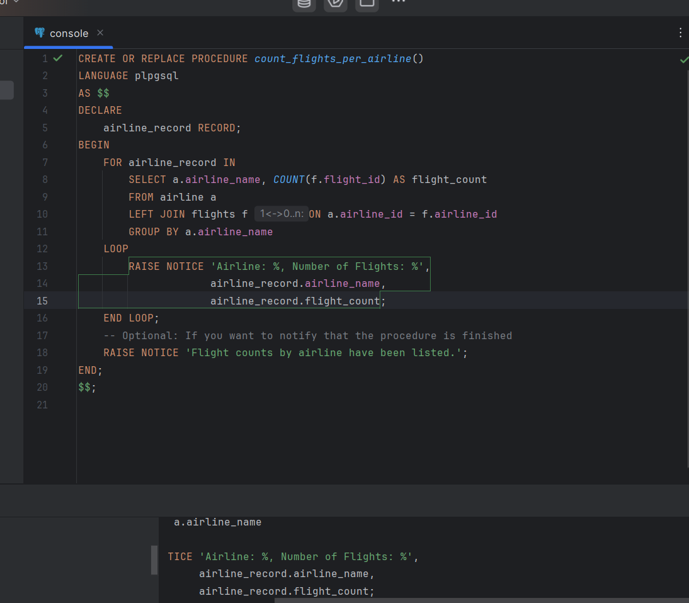 console
1 CREATE OR REPLACE PROCEDURE count_flights_per_airline()
2 LANGUAGE plpgsql
3 AS $$
4 DECLARE
5 airline_record RECORD;
6 BEGIN
7 FOR airline_record IN
8 SELECT a.airline_name, COUNT(f.flight_id) AS flight_count
9 FROM airline a
10 LEFT JOIN flights f 1<->0..n: ON a.airline_id = f.airline_id
11 GROUP BY a.airline_name
12 LOOP
13 RAISE NOTICE 'Airline: %, Number of Flights: %',
14 airline_record.airline_name,
15 airline_record.flight_count;
16 END LOOP;
17 -- Optional: If you want to notify that the procedure is finished
18 RAISE NOTICE 'Flight counts by airline have been listed.';
19 END;
20 $$;
21
a.airline_name
TICE 'Airline: %, Number of Flights: %',
airline_record.airline_name,
airline_record.flight_count;